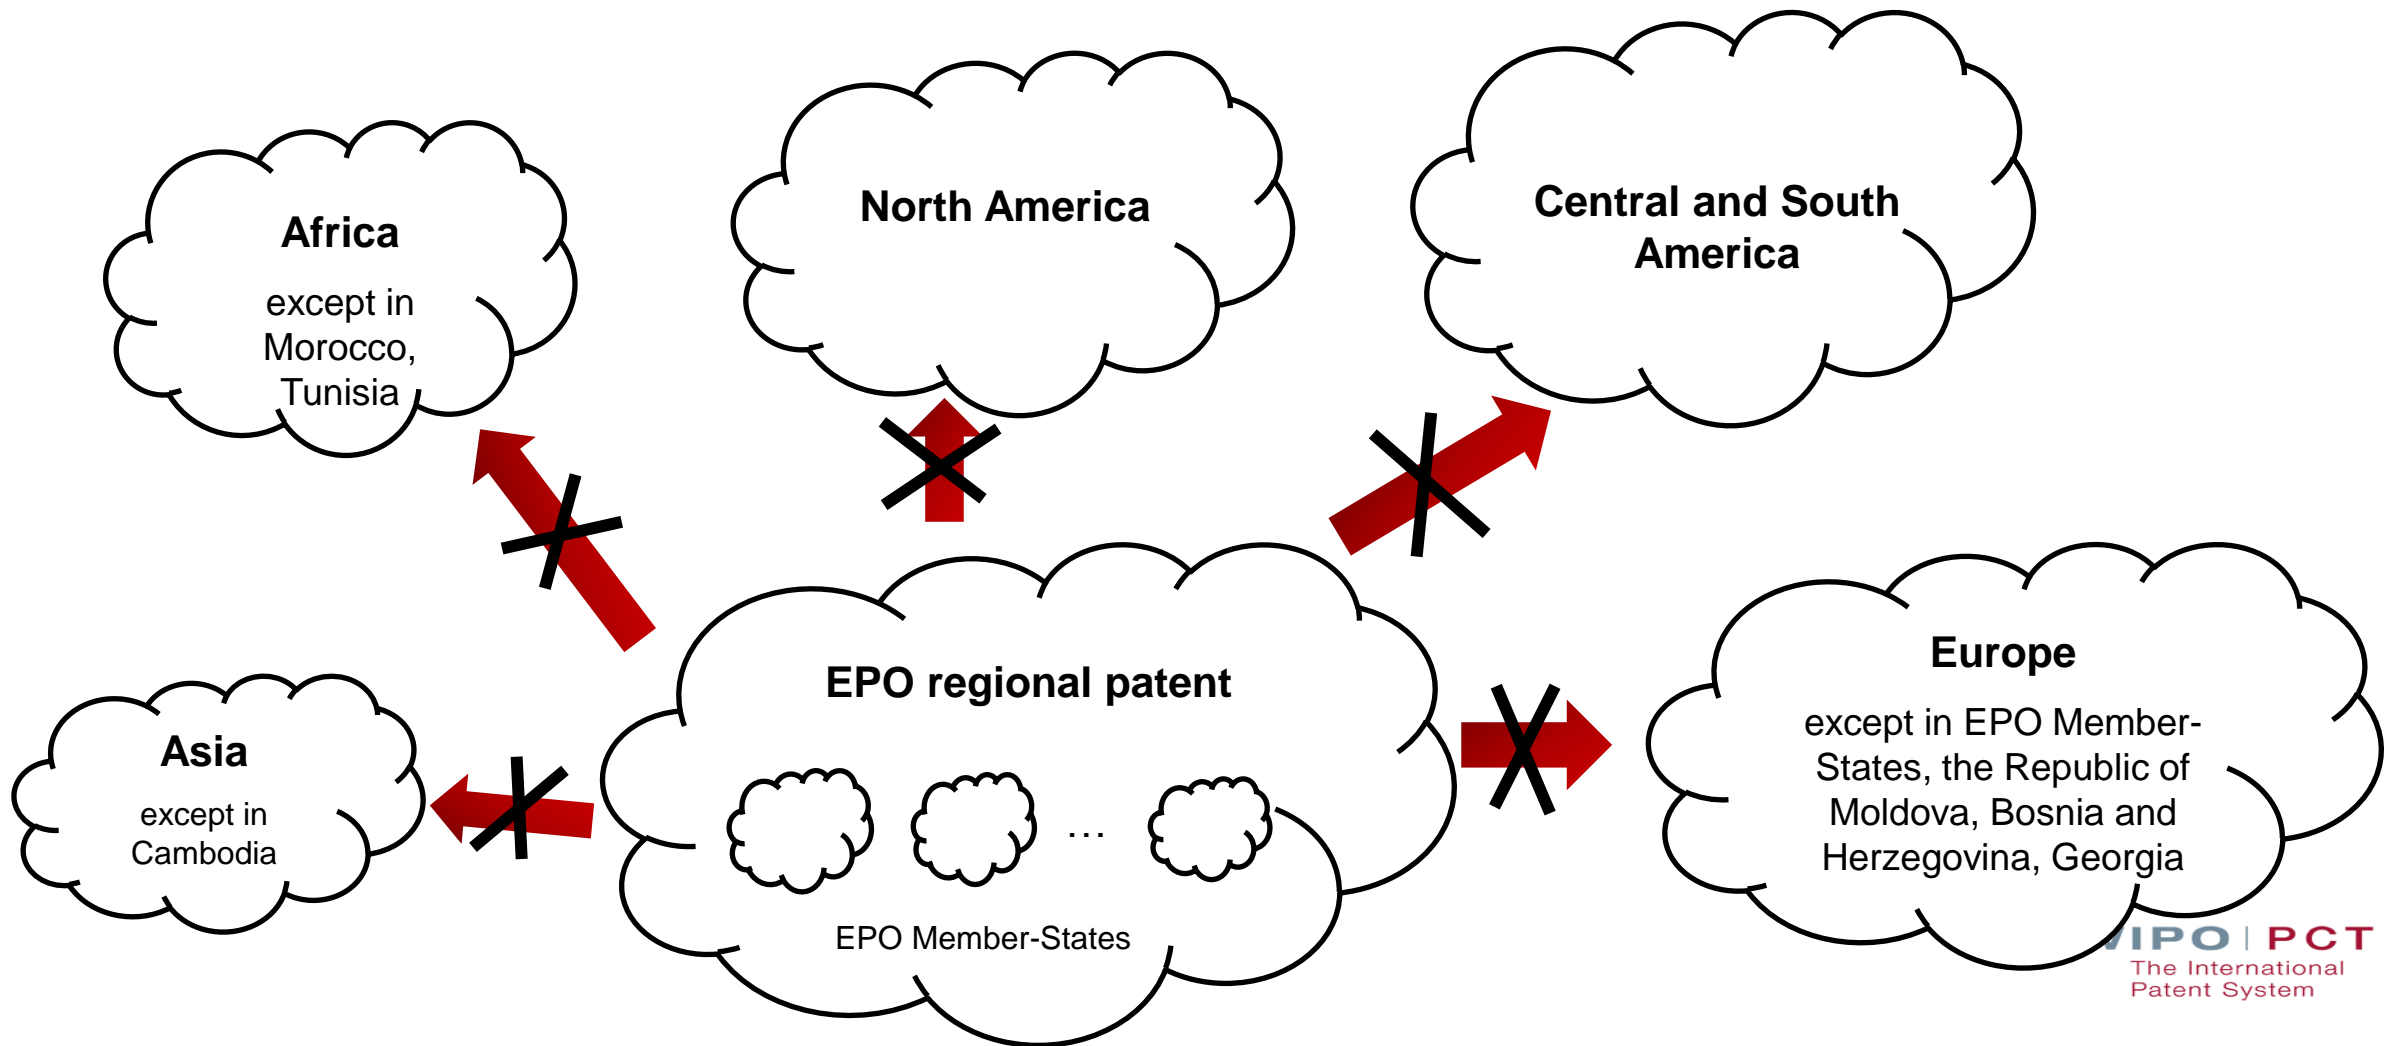 Africa
except in
Morocco,
Tunisia
North America
Central and South
America
EPO regional patent
...
EPO Member-States
Asia
except in
Cambodia
Europe
except in EPO Member-
States, the Republic of
Moldova, Bosnia and
Herzegovina, Georgia
WIPO | PCT
The International
Patent System